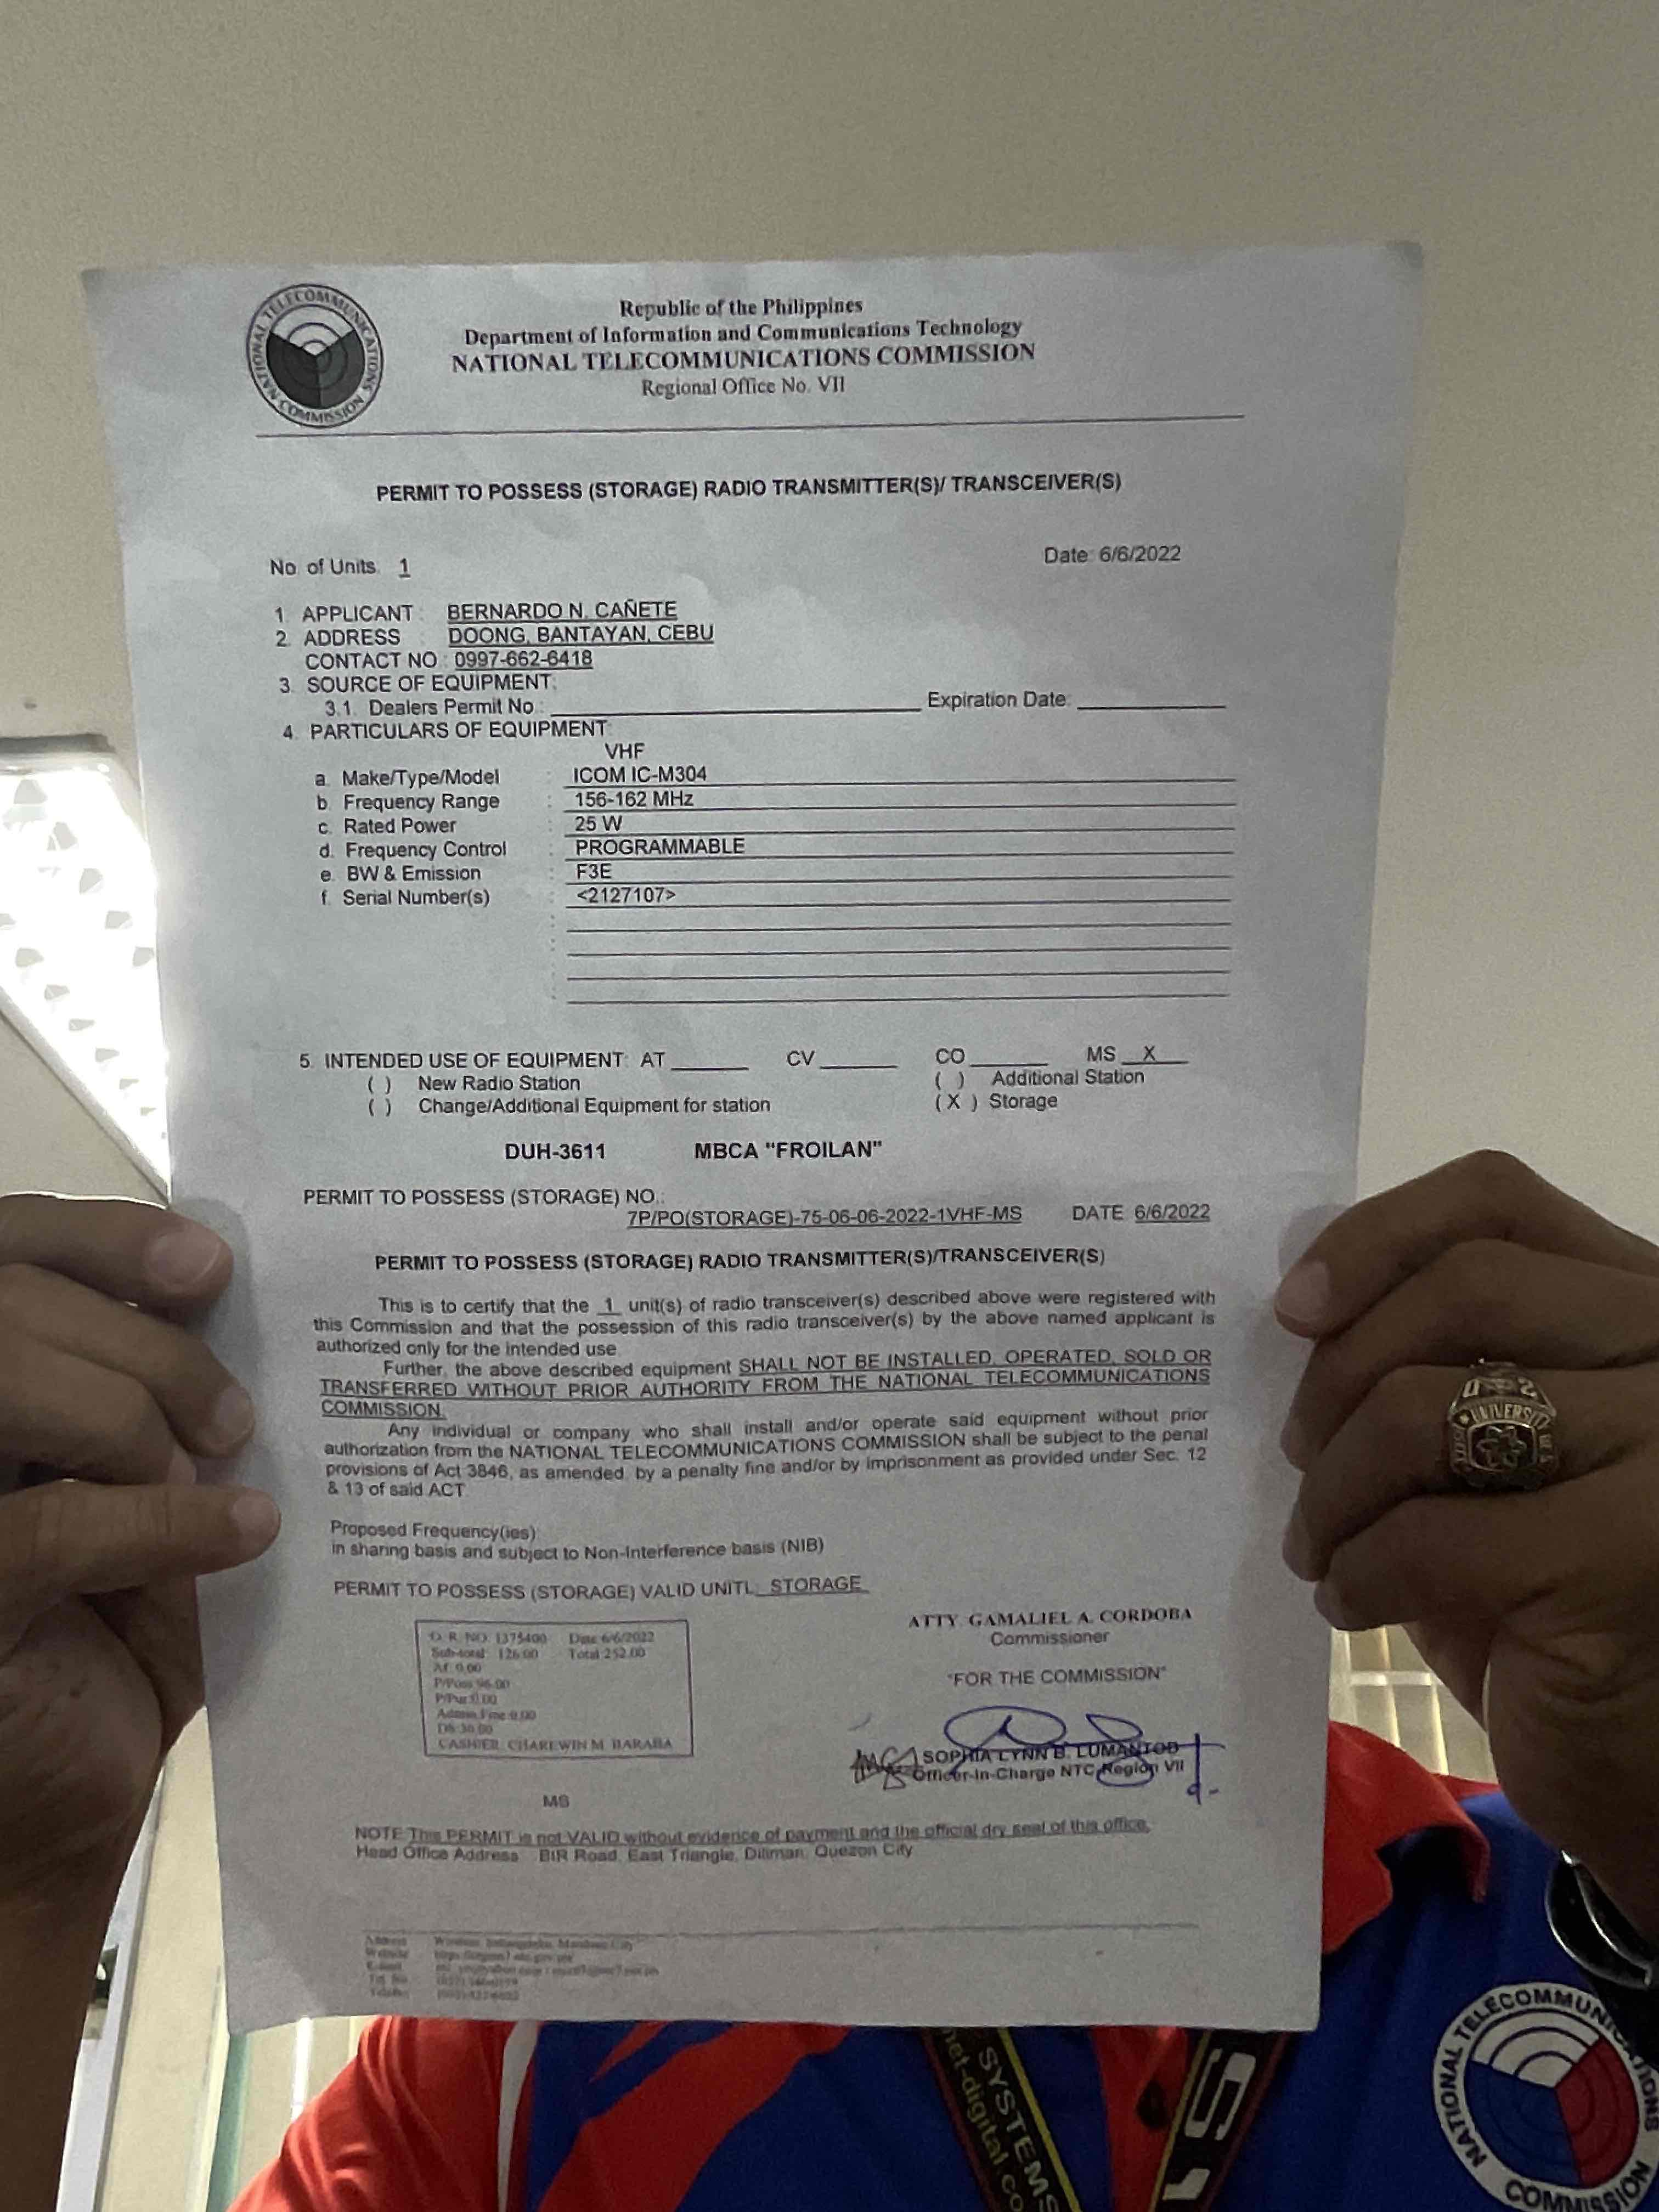 NATIONAL TELECOMMUNICATIONS COMMISSION
Republic of the Philippines
Department of Information and Communications Technology
NATIONAL TELECOMMUNICATIONS COMMISSION
Regional Office No. VII
PERMIT TO POSSESS (STORAGE) RADIO TRANSMITTER(S)/ TRANSCEIVER(S)
No. of Units: 1 Date: 6/6/2022
1. APPLICANT : BERNARDO N. CAÑETE
2. ADDRESS : DOONG, BANTAYAN, CEBU
CONTACT NO : 0997-662-6418
3. SOURCE OF EQUIPMENT:
3.1. Dealers Permit No.: Expiration Date:
4. PARTICULARS OF EQUIPMENT:
VHF
a. Make/Type/Model : ICOM IC-M304
b. Frequency Range : 156-162 MHz
c. Rated Power : 25 W
d. Frequency Control : PROGRAMMABLE
e. BW & Emission : F3E
f. Serial Number(s) : <2127107>
5. INTENDED USE OF EQUIPMENT: AT CV CO MS X
( ) New Radio Station ( ) Additional Station
( ) Change/Additional Equipment for station ( X ) Storage
DUH-3611 MBCA "FROILAN"
PERMIT TO POSSESS (STORAGE) NO.:
7P/PO(STORAGE)-75-06-06-2022-1VHF-MS DATE 6/6/2022
PERMIT TO POSSESS (STORAGE) RADIO TRANSMITTER(S)/TRANSCEIVER(S)
This is to certify that the 1 unit(s) of radio transceiver(s) described above were registered with
this Commission and that the possession of this radio transceiver(s) by the above named applicant is
authorized only for the intended use.
Further, the above described equipment SHALL NOT BE INSTALLED, OPERATED, SOLD OR
TRANSFERRED WITHOUT PRIOR AUTHORITY FROM THE NATIONAL TELECOMMUNICATIONS
COMMISSION.
Any individual or company who shall install and/or operate said equipment without prior
authorization from the NATIONAL TELECOMMUNICATIONS COMMISSION shall be subject to the penal
provisions of Act 3846, as amended, by a penalty fine and/or by imprisonment as provided under Sec. 12
& 13 of said ACT.
Proposed Frequency(ies):
in sharing basis and subject to Non-Interference basis (NIB)
PERMIT TO POSSESS (STORAGE) VALID UNITL: STORAGE
O. R. NO. 1375400 Date 6/6/2022
Sub-total: 126.00 Total 252.00
Af: 0.00
P/Poss 96.00
P/Pur: 0.00
Admin.Fine 0.00
DS 30.00
CASHIER CHAREWIN M. BARABA
ATTY. GAMALIEL A. CORDOBA
Commissioner
"FOR THE COMMISSION"
SOPHIA LYNN B. LUMANTOD
Officer-In-Charge NTC Region VII
MS
NOTE:This PERMIT is not VALID without evidence of payment and the official dry seal of this office.
Head Office Address : BIR Road, East Triangle, Diliman, Quezon City
Address
Website
0 2
UNIVERSITY
SYSTEMS
net-digital.co
NATIONAL TELECOMMUNICATIONS COMMISSION